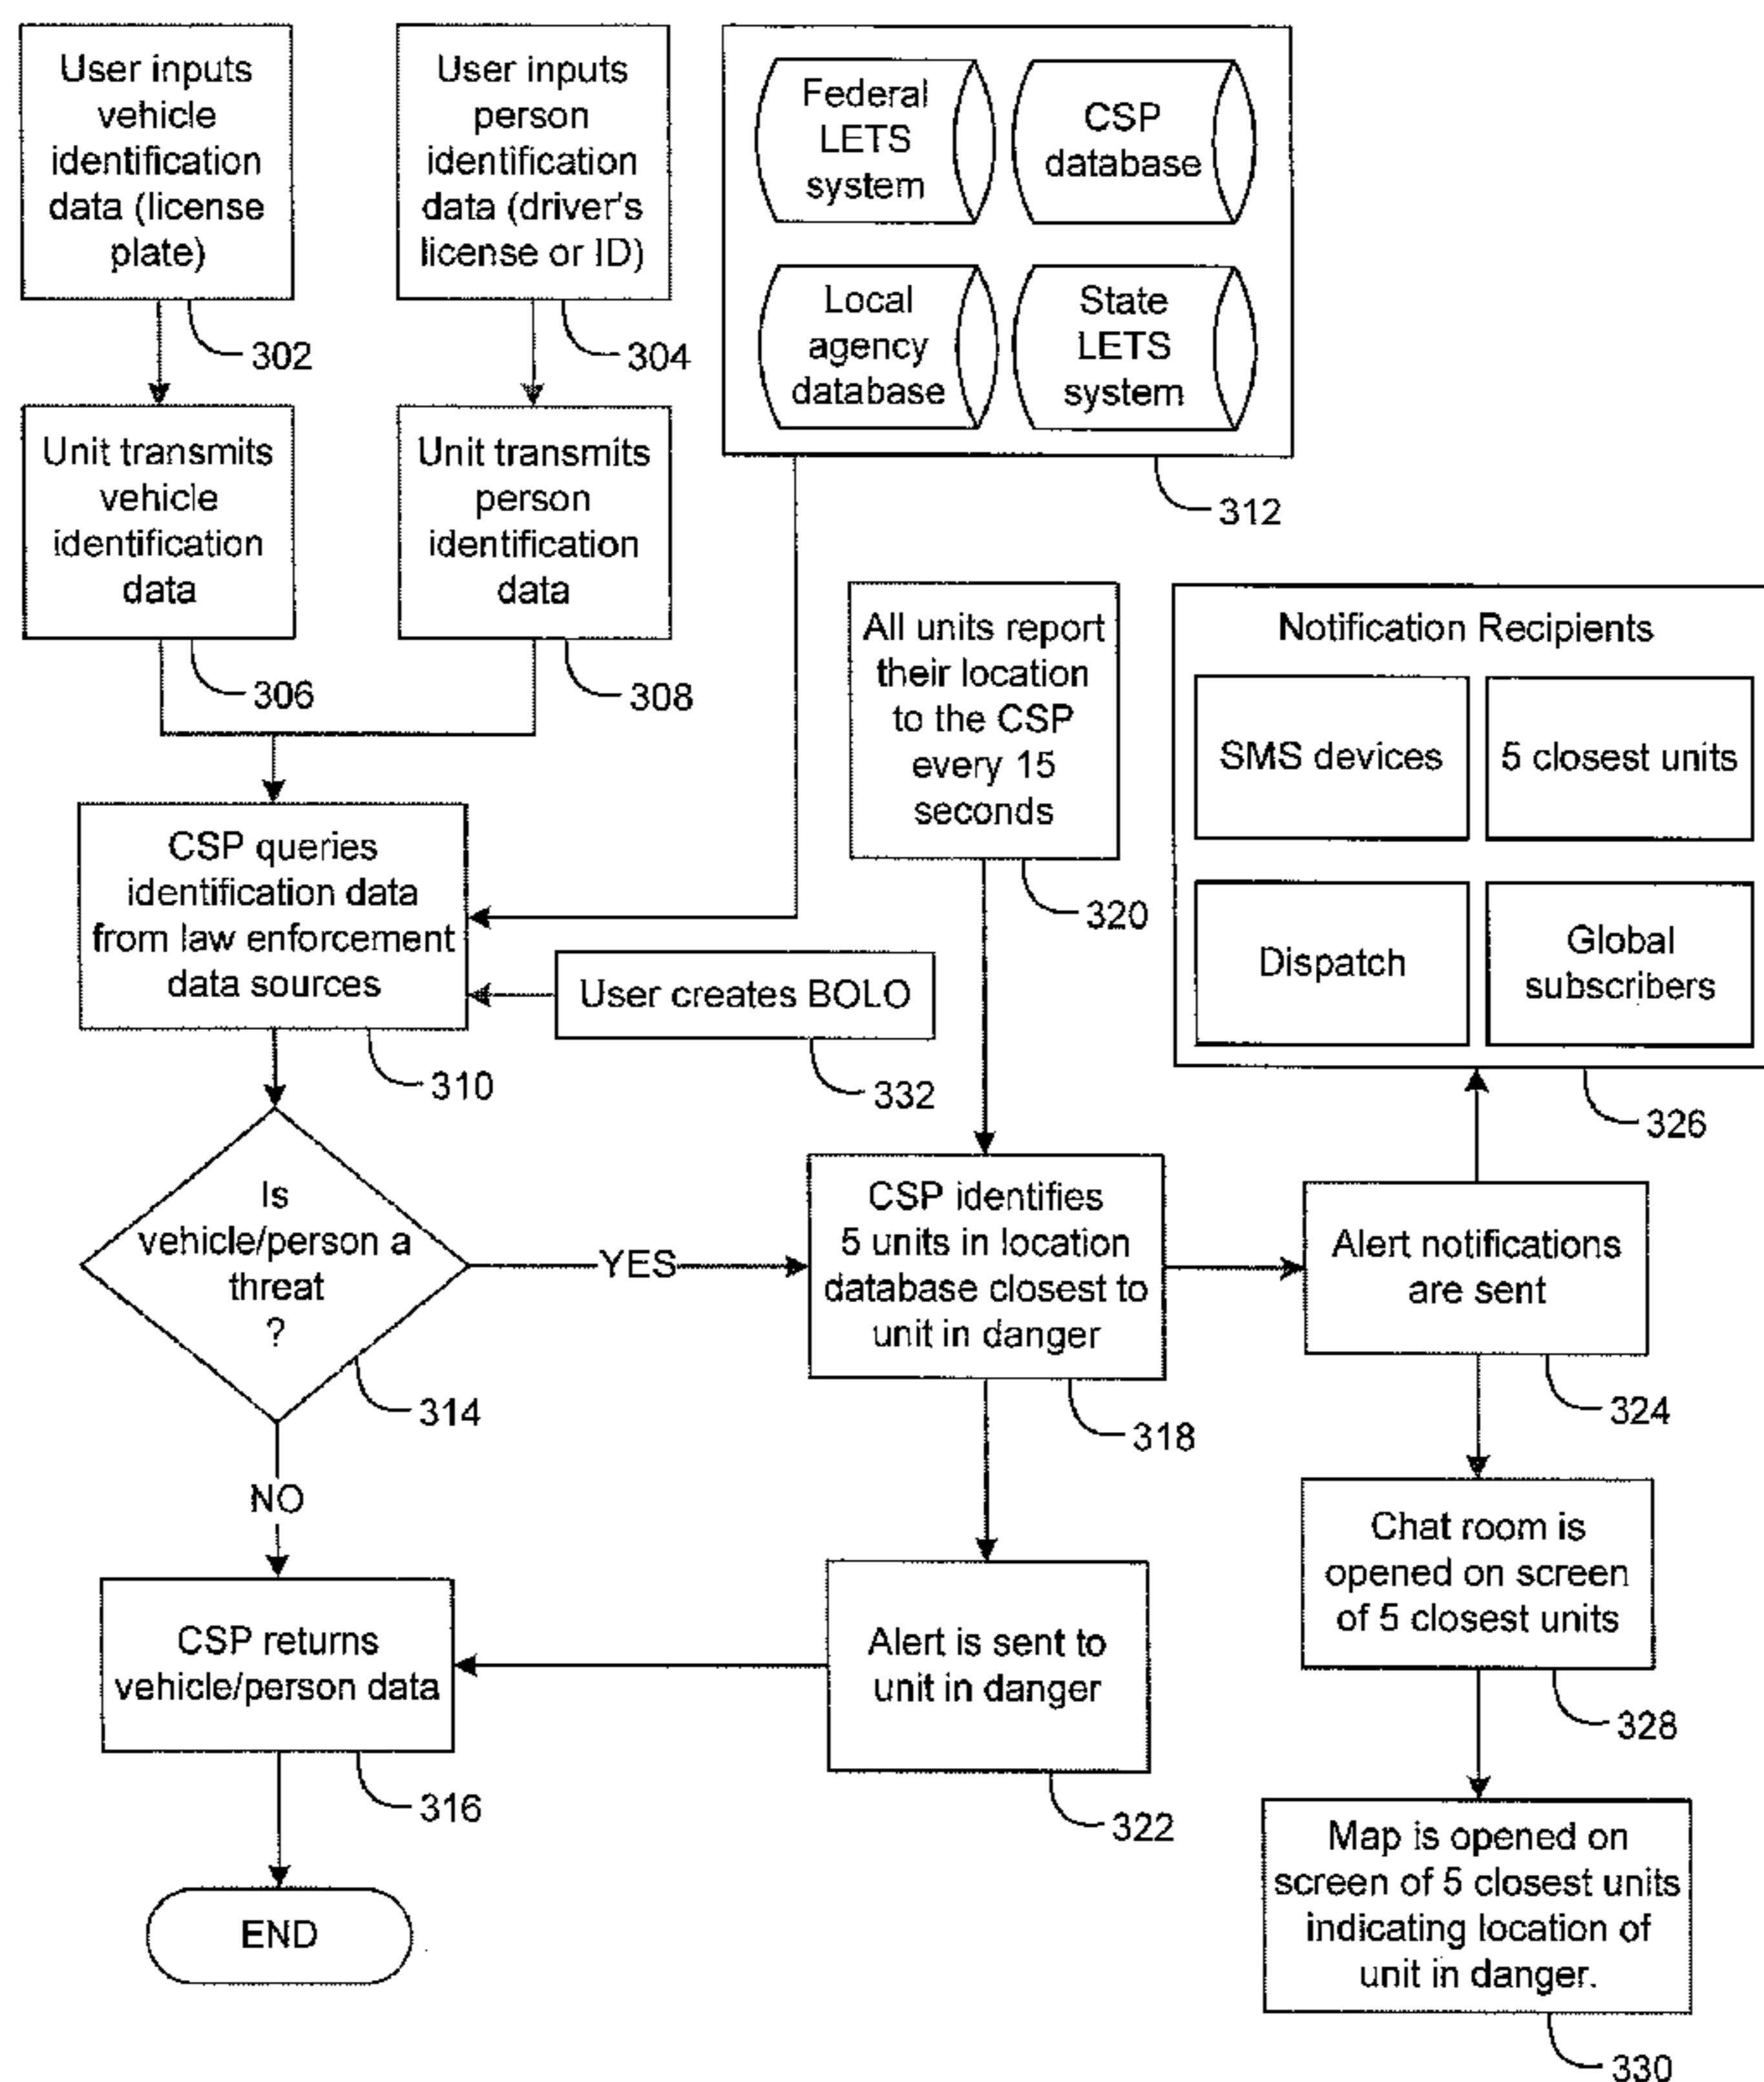 User inputs
vehicle
identification
data (license
plate)
302
User inputs
person
identification
data (driver's
license or ID)
304
Federal
LETS
system
CSP
database
Local
agency
database
State
LETS
system
312
Unit transmits
vehicle
identification
data
306
Unit transmits
person
identification
data
308
All units report
their location
to the CSP
every 15
seconds
320
Notification Recipients
SMS devices
5 closest units
Dispatch
Global
subscribers
326
CSP queries
identification data
from law enforcement
data sources
310
User creates BOLO
332
Is
vehicle/person a
threat
?
314
YES
NO
CSP identifies
5 units in location
database closest to
unit in danger
318
Alert notifications
are sent
324
Chat room is
opened on screen
of 5 closest units
328
CSP returns
vehicle/person data
316
Alert is sent to
unit in danger
322
Map is opened on
screen of 5 closest units
indicating location of
unit in danger.
330
END